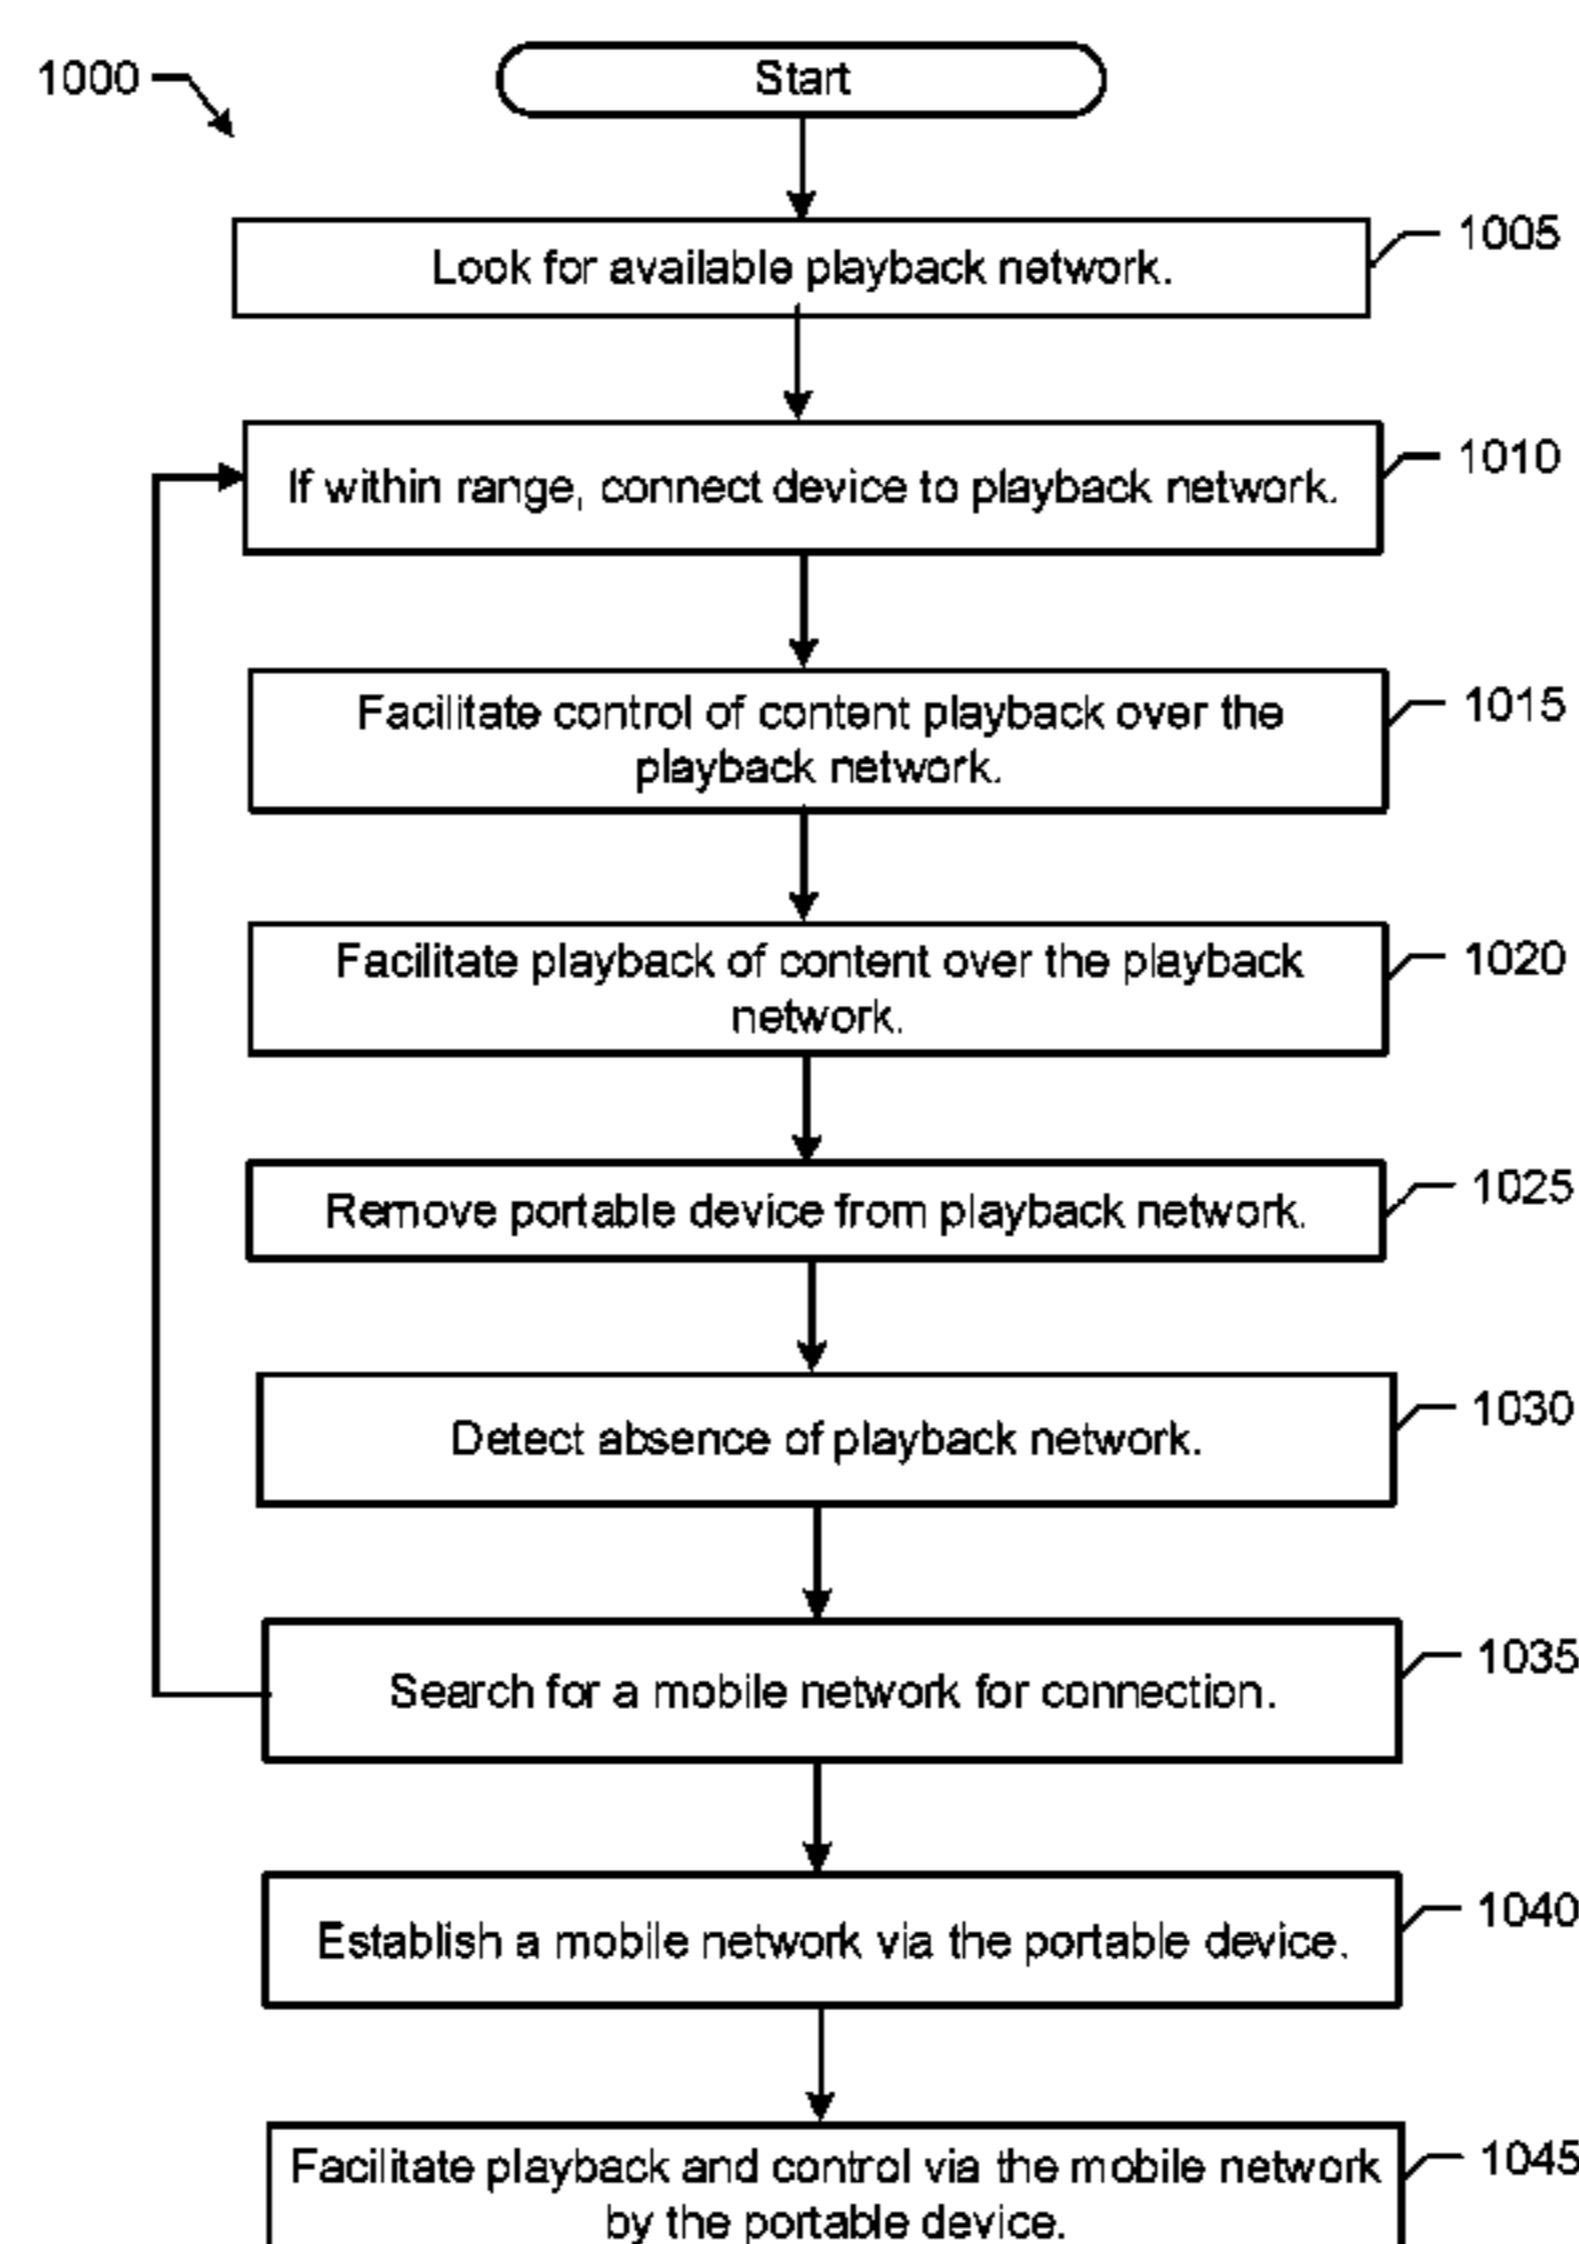 1000
Start
1005
Look for available playback network.
1010
If within range, connect device to playback network.
1015
Facilitate control of content playback over the
playback network.
1020
Facilitate playback of content over the playback
network.
1025
Remove portable device from playback network.
1030
Detect absence of playback network.
1035
Search for a mobile network for connection.
1040
Establish a mobile network via the portable device.
1045
Facilitate playback and control via the mobile network
by the portable device.